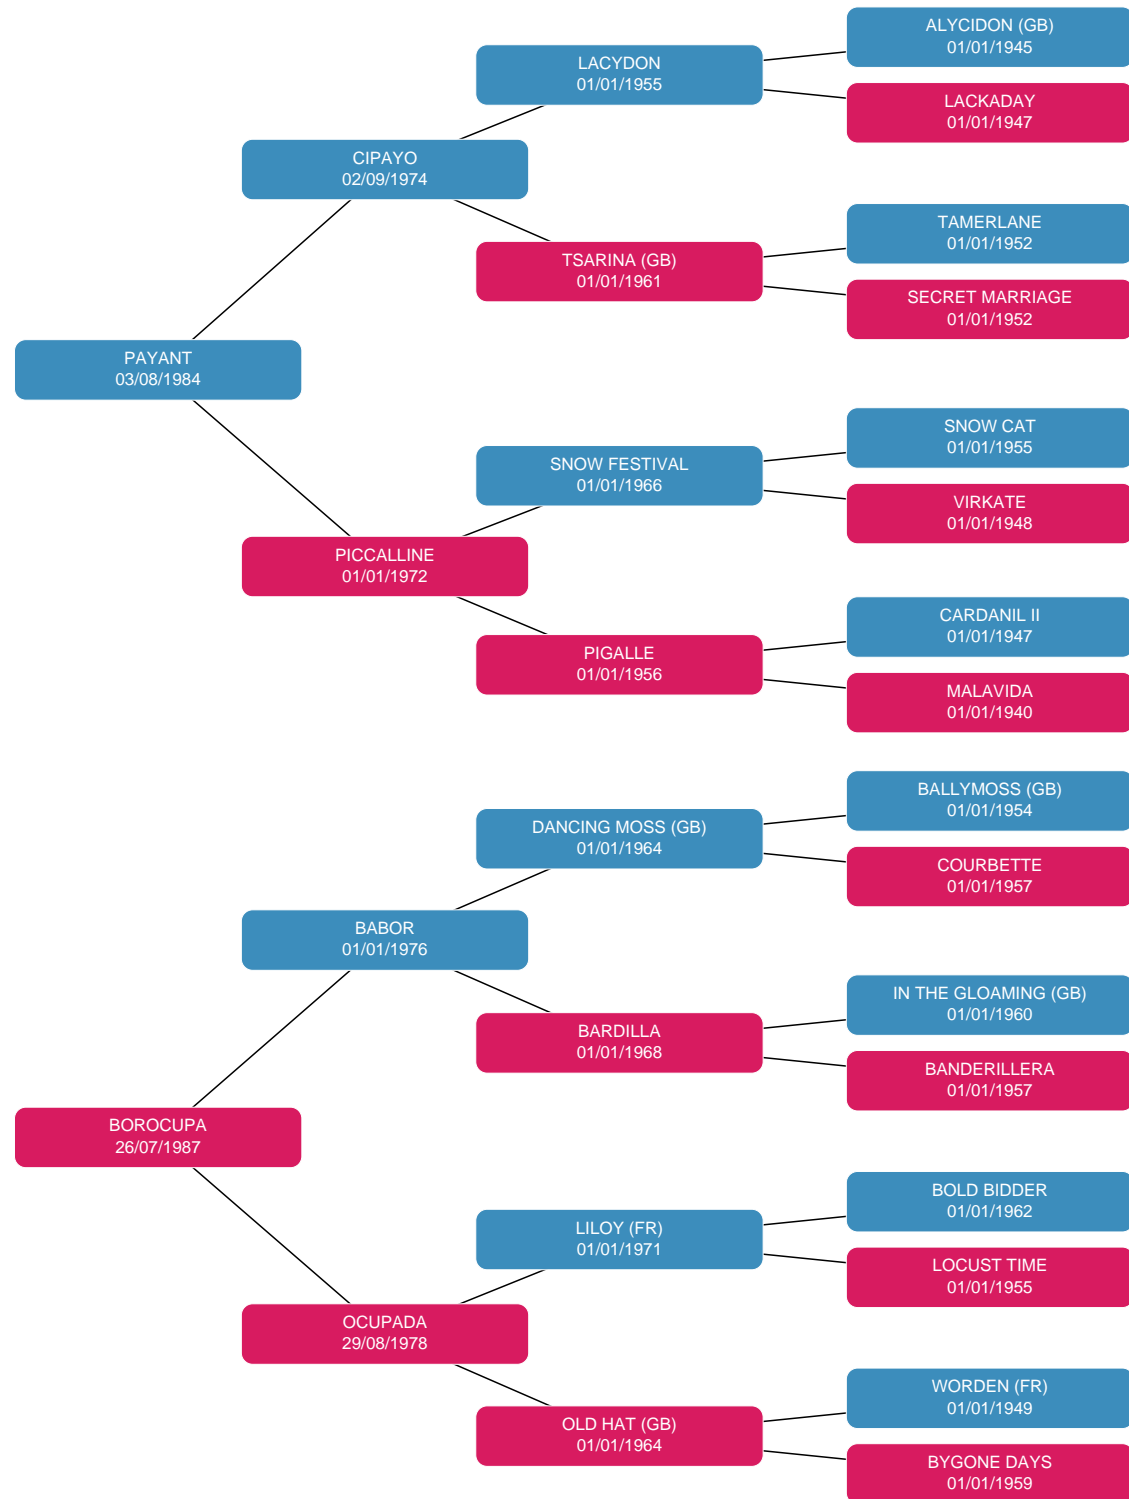 ALYCIDON (GB)
01/01/1945
LACYDON
01/01/1955
LACKADAY
01/01/1947
CIPAYO
02/09/1974
TAMERLANE
01/01/1952
TSARINA (GB)
01/01/1961
SECRET MARRIAGE
01/01/1952
PAYANT
03/08/1984
SNOW CAT
01/01/1955
SNOW FESTIVAL
01/01/1966
VIRKATE
01/01/1948
PICCALLINE
01/01/1972
CARDANIL II
01/01/1947
PIGALLE
01/01/1956
MALAVIDA
01/01/1940
BALLYMOSS (GB)
01/01/1954
DANCING MOSS (GB)
01/01/1964
COURBETTE
01/01/1957
BABOR
01/01/1976
IN THE GLOAMING (GB)
01/01/1960
BARDILLA
01/01/1968
BANDERILLERA
01/01/1957
BOROCUPA
26/07/1987
BOLD BIDDER
01/01/1962
LILOY (FR)
01/01/1971
LOCUST TIME
01/01/1955
OCUPADA
29/08/1978
WORDEN (FR)
01/01/1949
OLD HAT (GB)
01/01/1964
BYGONE DAYS
01/01/1959